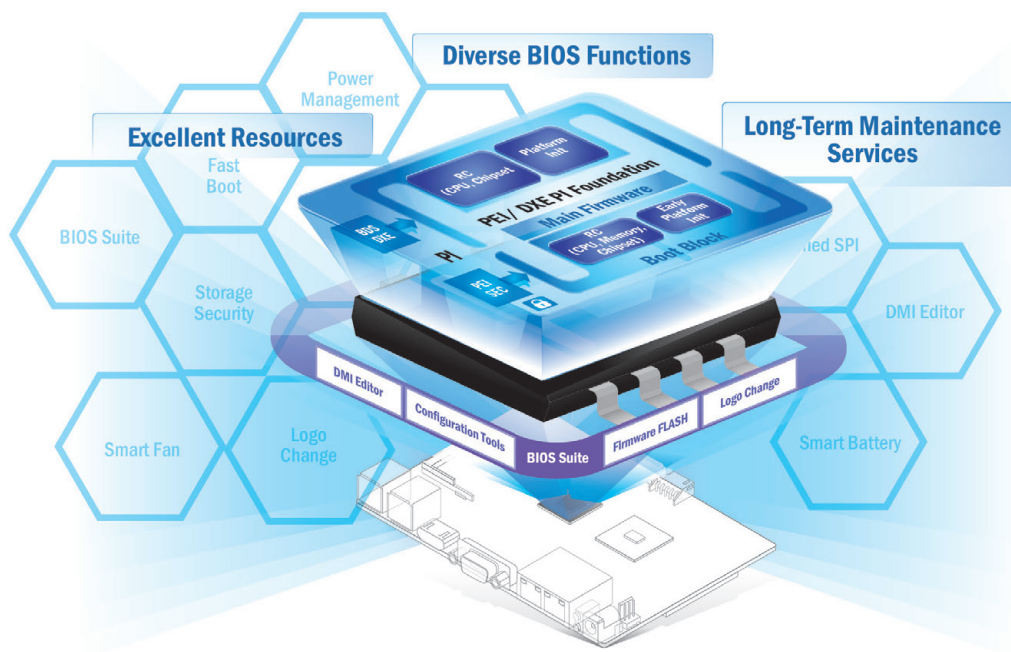 Diverse BIOS Functions
Power
Management
Excellent Resources
Long-Term Maintenance
Services
Fast
Boot
BIOS Suite
Storage
Security
Smart Fan
Logo
Change
SPI
DMI Editor
Smart Battery
RC
(CPU, Chipset
Platform
Init
PEI/ DXE PI Foundation
Main Firmware
BDS
DXE
PI
RC
(CPU, Memory,
Chipset)
Early
Platform
Init
Boot Block
PEI
SEC
DMI Editor
Configuration Tools
BIOS Suite
Firmware FLASH
Logo Change